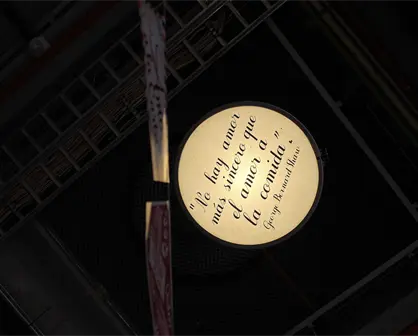 "No hay amor
más sincero que
el amor a
la comida".
George Bernard Shaw